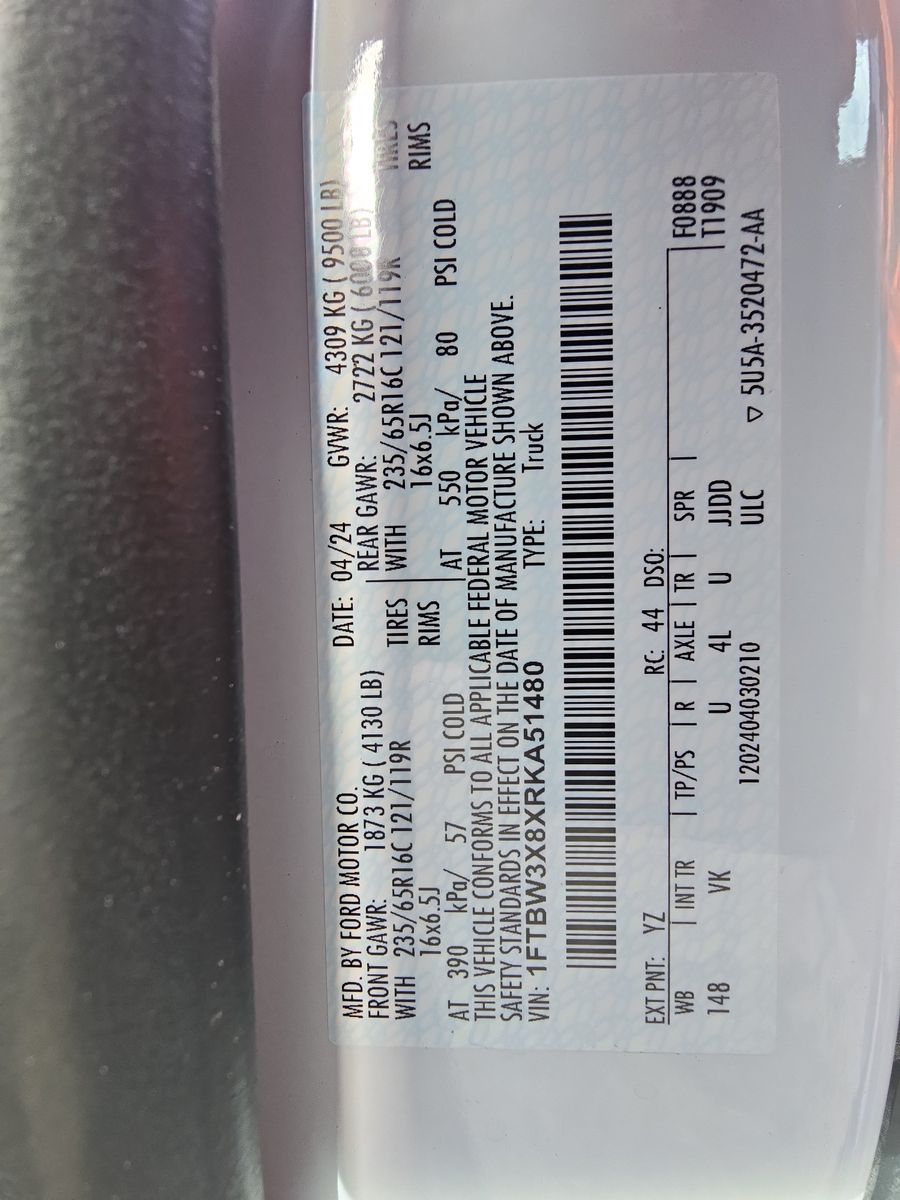 MFD. BY FORD MOTOR CO. DATE: 04/24 GVWR: 4309 KG ( 9500 LB)
FRONT GAWR: 1873 KG ( 4130 LB) REAR GAWR: 2722 KG ( 6000 LB)
WITH 235/65R16C 121/119R TIRES WITH 235/65R16C 121/119R TIRES
16x6.5J RIMS 16x6.5J RIMS
AT 390 kPa/ 57 PSI COLD AT 550 kPa/ 80 PSI COLD
THIS VEHICLE CONFORMS TO ALL APPLICABLE FEDERAL MOTOR VEHICLE
SAFETY STANDARDS IN EFFECT ON THE DATE OF MANUFACTURE SHOWN ABOVE.
VIN: 1FTBW3X8XRKA51480 TYPE: Truck
EXT PNT: YZ RC: 44 DSO:
WB | INT TR | TP/PS | R | AXLE | TR | SPR | F0888
148 VK U 4L U JJDD T1909
1202404030210 ULC ▽ 5U5A-3520472-AA